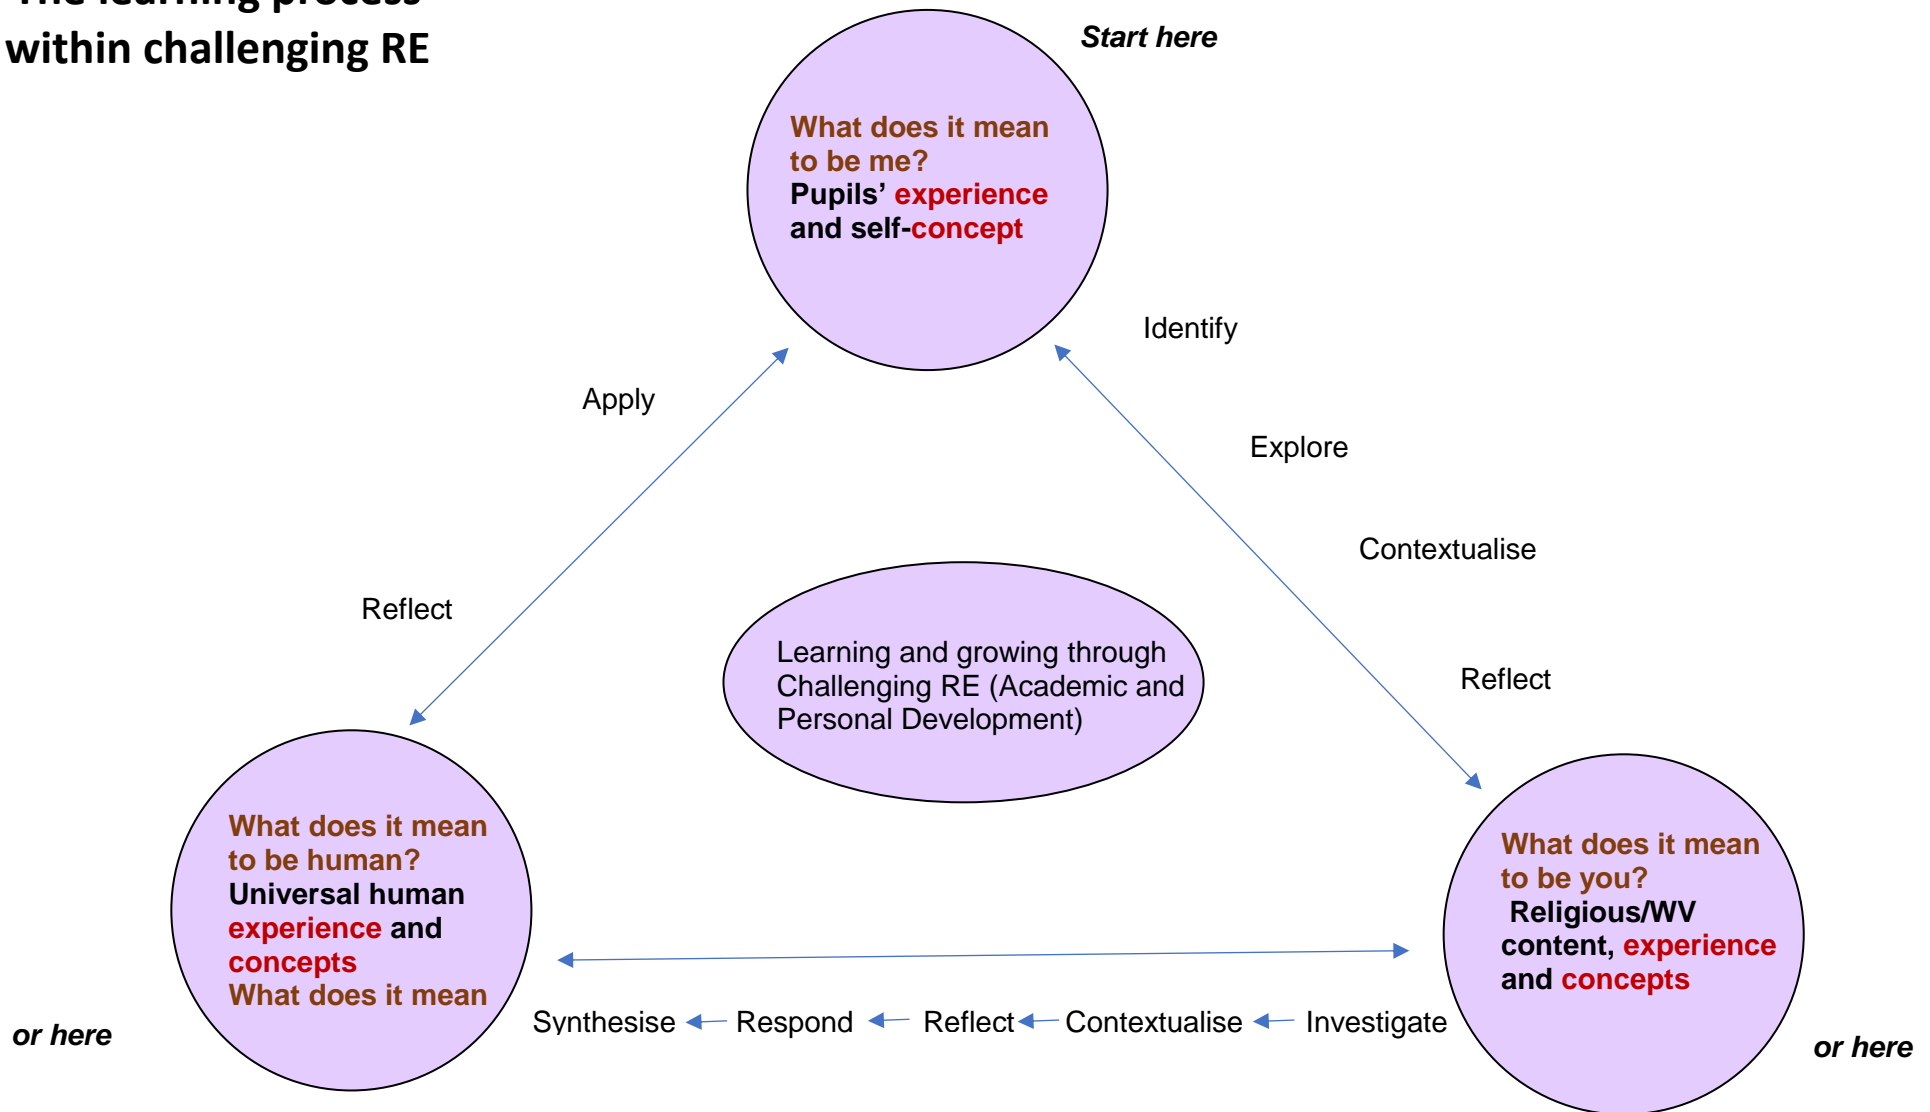 The learning process
within challenging RE
Start here
What does it mean
to be me?
Pupils’ experience
and self-concept
Identify
Apply
Explore
Contextualise
Reflect
Reflect
Learning and growing through
Challenging RE (Academic and
Personal Development)
What does it mean
to be human?
Universal human
experience and
concepts
What does it mean
What does it mean
to be you?
Religious/WV
content, experience
and concepts
Synthesise Respond Reflect Contextualise Investigate
or here
or here